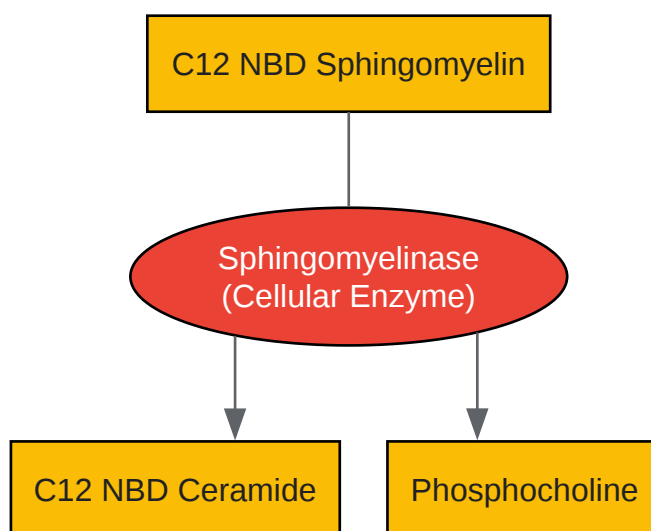 C12 NBD Sphingomyelin
Sphingomyelinase
(Cellular Enzyme)
C12 NBD Ceramide
Phosphocholine